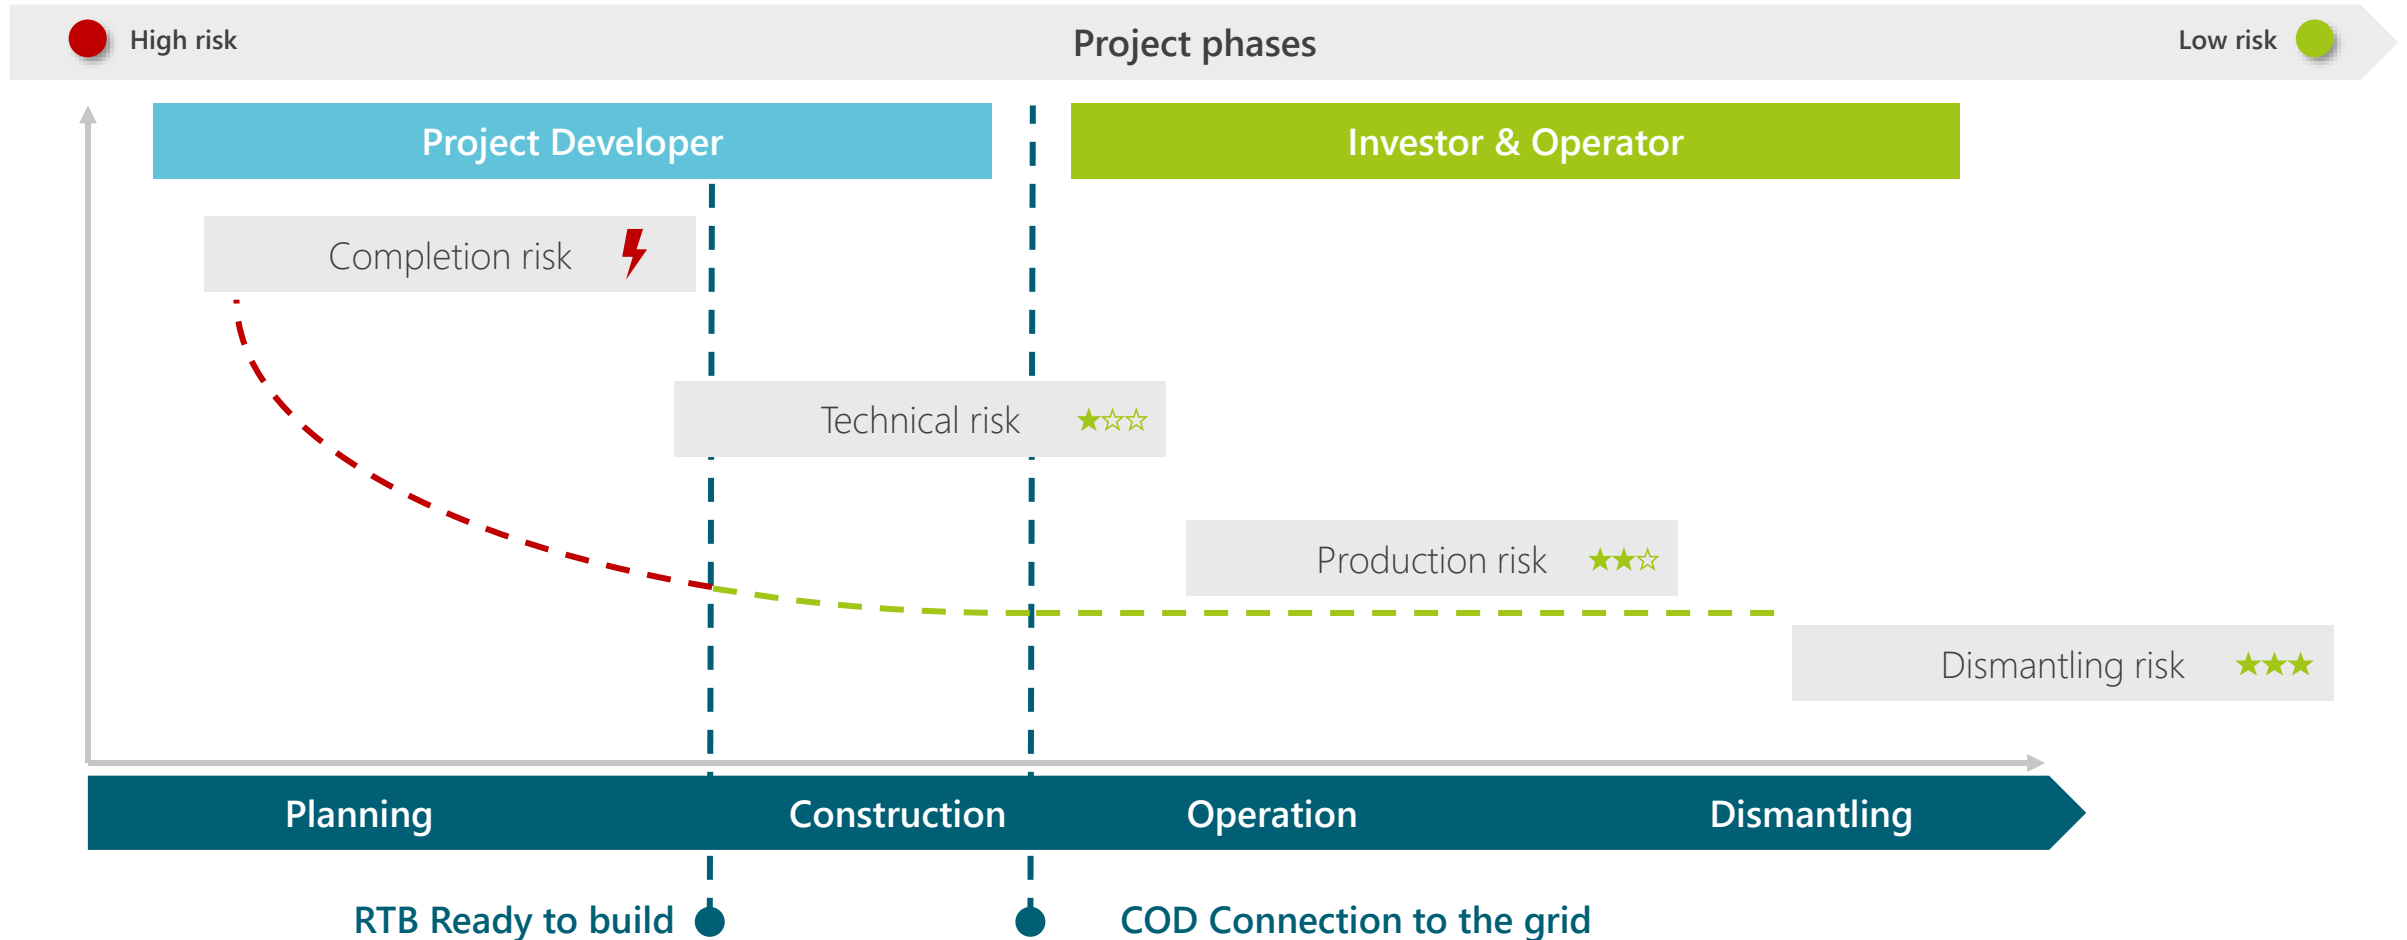 High risk
Project phases
Low risk
Project Developer
Investor & Operator
Completion risk
Technical risk
Production risk
Dismantling risk
Planning
Construction
Operation
Dismantling
RTB Ready to build
COD Connection to the grid